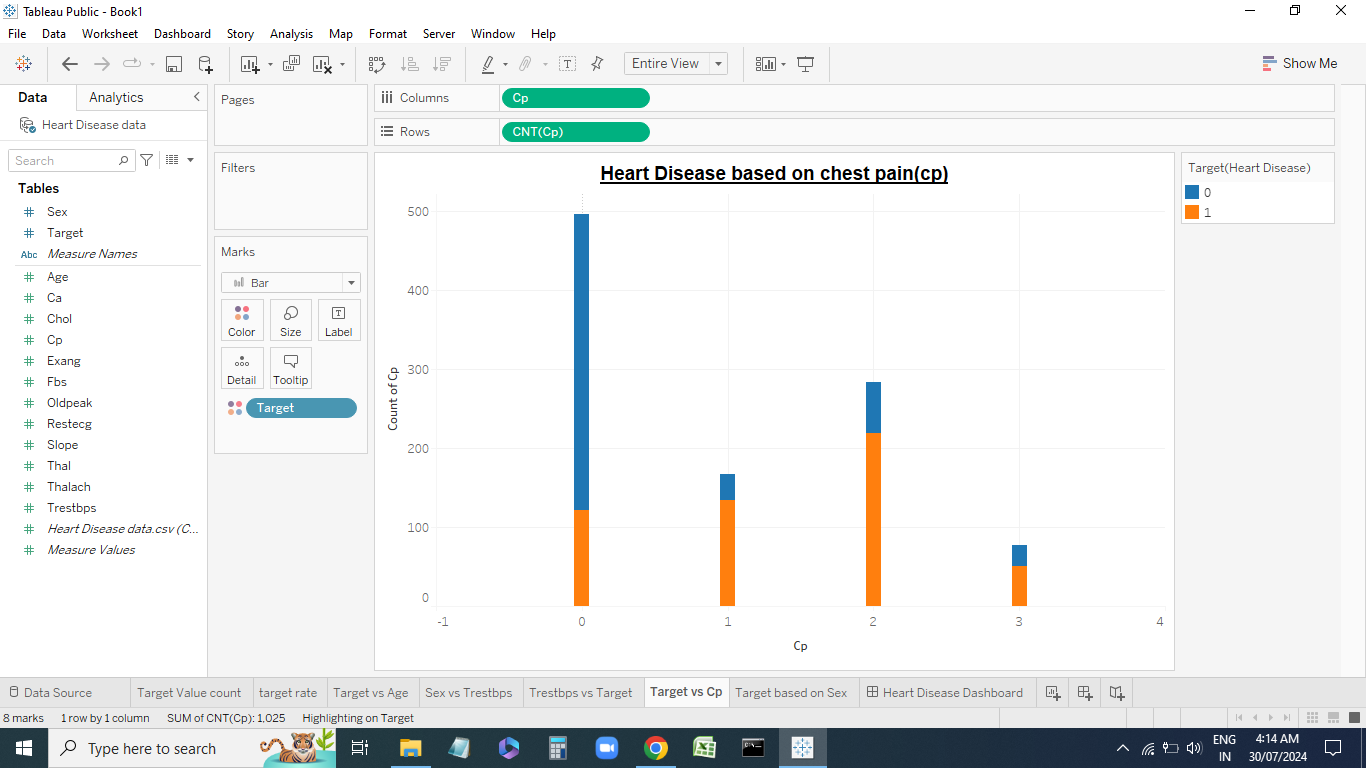 Tableau Public - Book1
File Data Worksheet Dashboard Story Analysis Map Format Server Window Help
Entire View
Show Me
Data Analytics
Heart Disease data
Search
Tables
Sex
Target
Abc Measure Names
Age
Ca
Chol
Cp
Exang
Fbs
Oldpeak
Restecg
Slope
Thal
Thalach
Trestbps
Heart Disease data.csv (C...
Measure Values
Pages
Filters
Marks
Bar
Color Size Label
Detail Tooltip
Target
Columns Cp
Rows CNT(Cp)
Heart Disease based on chest pain(cp)
500
400
300
200
100
0
Count of Cp
-1 0 1 2 3 4
Cp
Target(Heart Disease)
0
1
Data Source Target Value count target rate Target vs Age Sex vs Trestbps Trestbps vs Target Target vs Cp Target based on Sex Heart Disease Dashboard
8 marks 1 row by 1 column SUM of CNT(Cp): 1,025 Highlighting on Target
Type here to search
ENG
IN
4:14 AM
30/07/2024